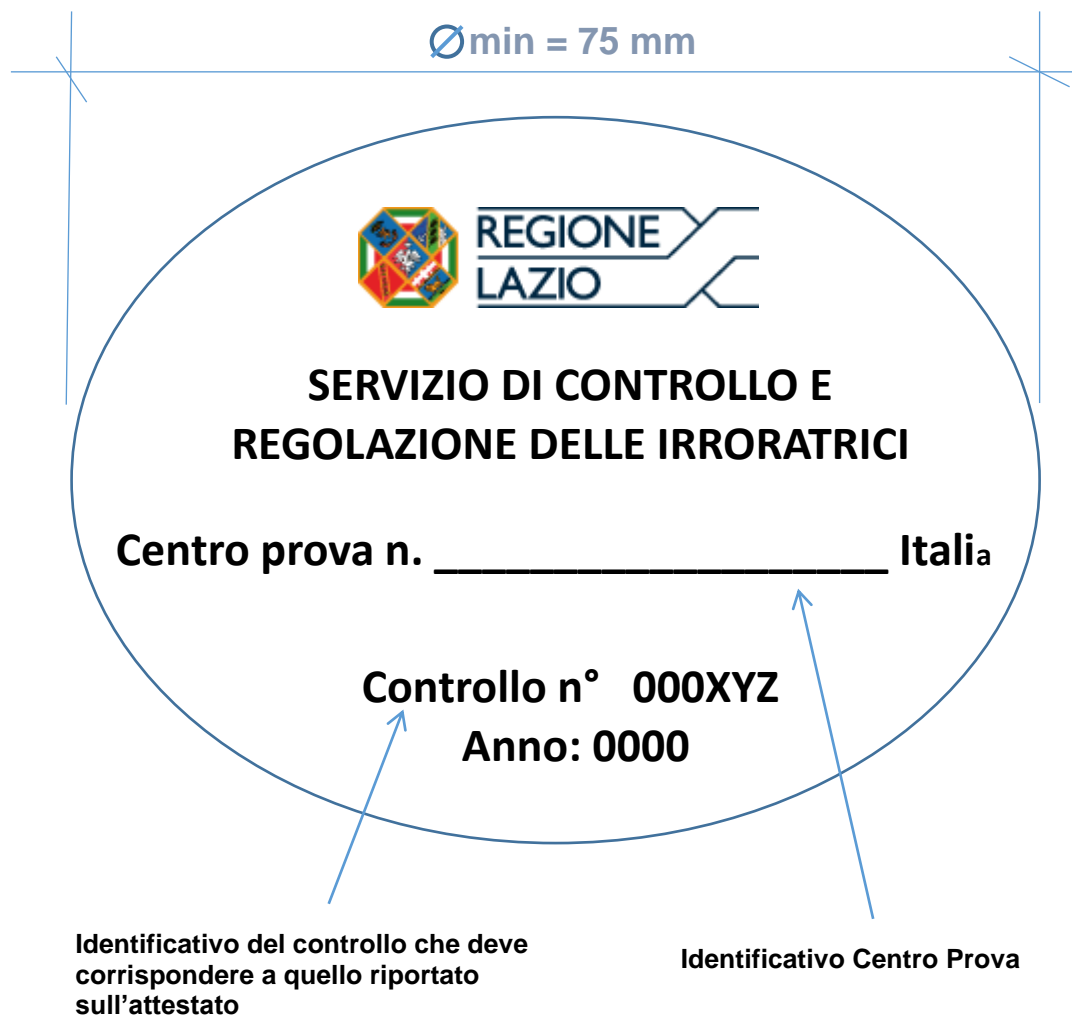 Ømin = 75 mm
REGIONE
LAZIO
SERVIZIO DI CONTROLLO E
REGOLAZIONE DELLE IRRORATRICI
Centro prova n. ___________________ Italia
Controllo n° 000XYZ
Anno: 0000
Identificativo del controllo che deve
corrispondere a quello riportato
sull’attestato
Identificativo Centro Prova